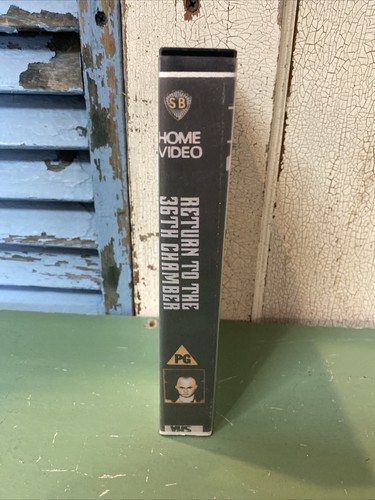 SB
HOME
VIDEO
RETURN TO THE
36TH CHAMBER
PG
VHS